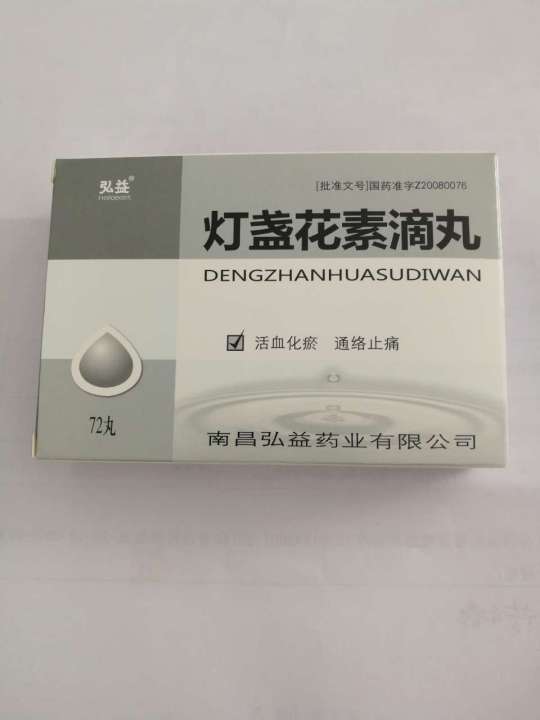 弘益®
[批准文号]国药准字Z20080076
灯盏花素滴丸
DENGZHANHUASUDIWAN
活血化瘀 通络止痛
72丸
南昌弘益药业有限公司